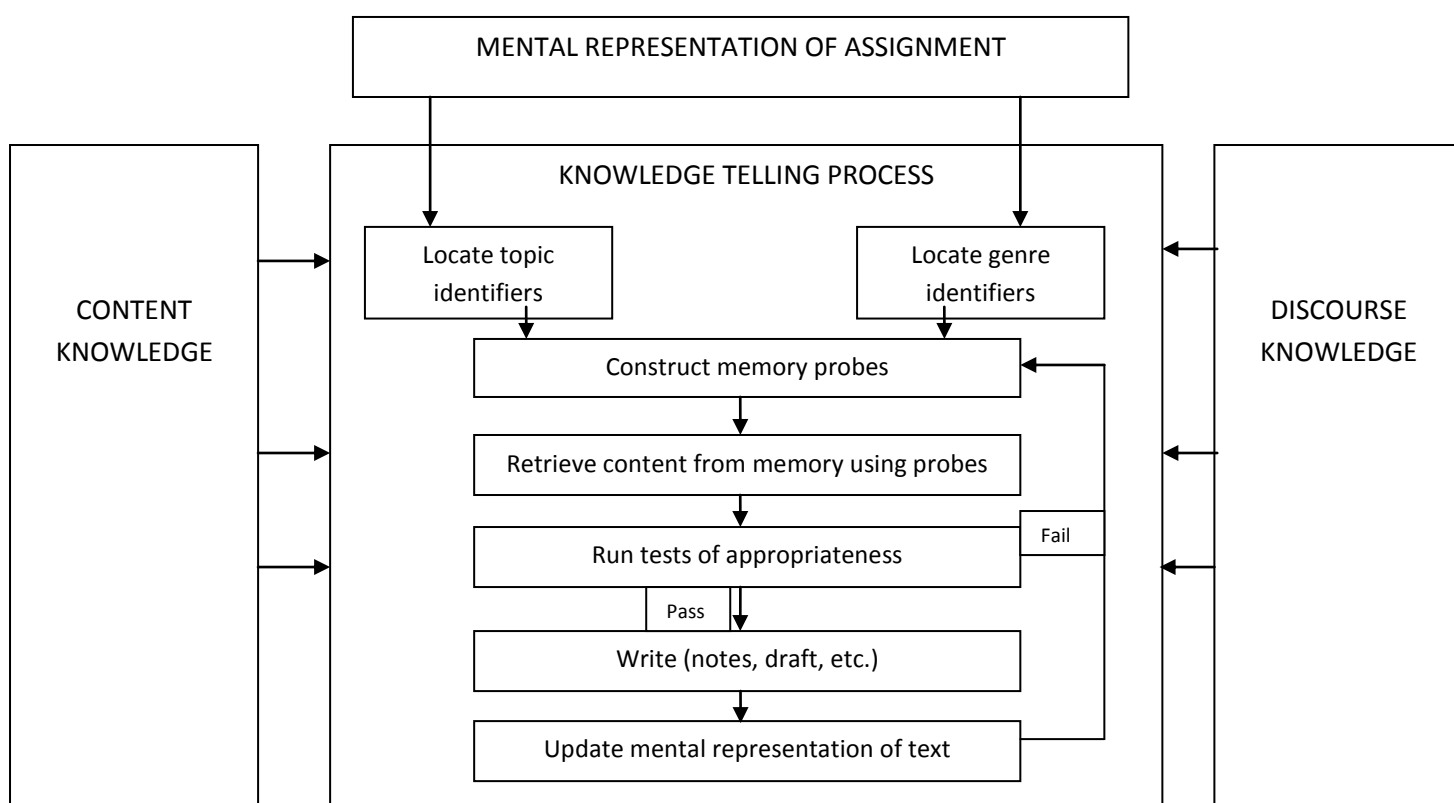 MENTAL REPRESENTATION OF ASSIGNMENT
KNOWLEDGE TELLING PROCESS
CONTENT
KNOWLEDGE
Locate topic
identifiers
Locate genre
identifiers
DISCOURSE
KNOWLEDGE
Construct memory probes
Retrieve content from memory using probes
Run tests of appropriateness
Fail
Pass
Write (notes, draft, etc.)
Update mental representation of text